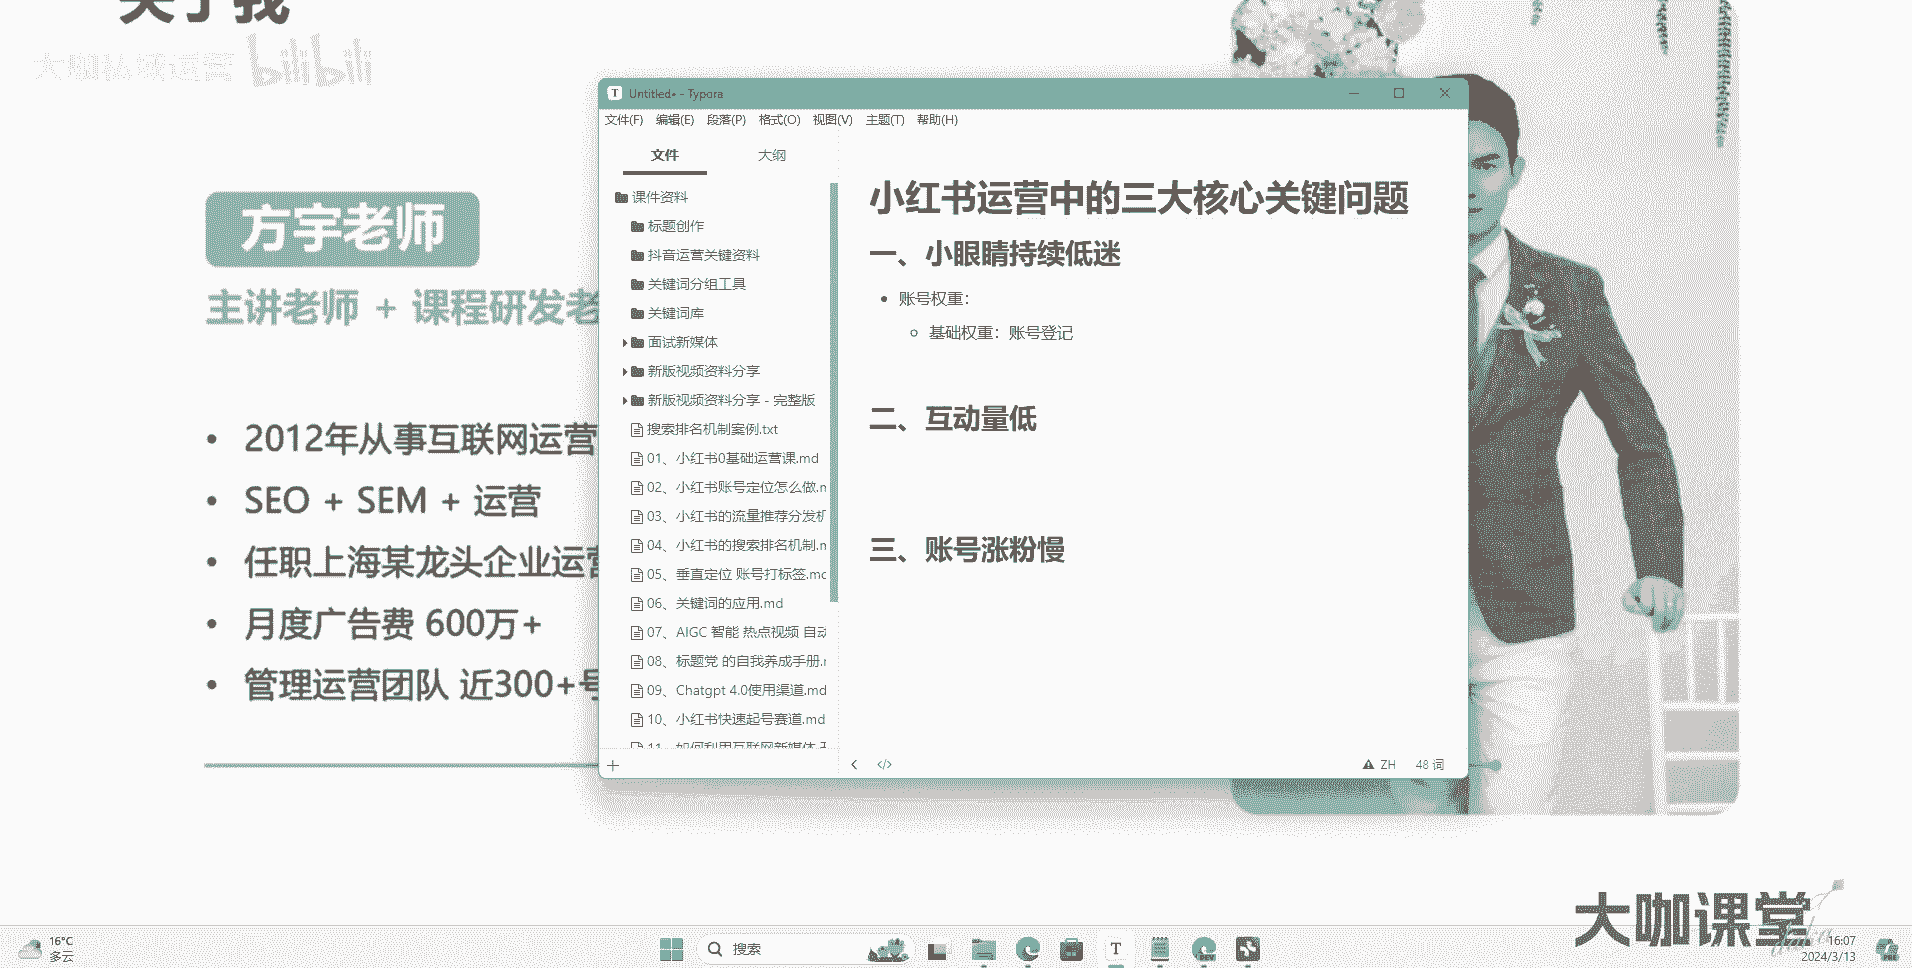 关于我
大咖私域运营 bilibili
方宇老师
主讲老师 + 课程研发老
2012年从事互联网运营
SEO + SEM + 运营
任职上海某龙头企业运营
月度广告费 600万+
管理运营团队 近300+号
Untitled• - Typora
文件(F) 编辑(E) 段落(P) 格式(O) 视图(V) 主题(T) 帮助(H)
文件 大纲
课件资料
标题创作
抖音运营关键资料
关键词分组工具
关键词库
面试新媒体
新版视频资料分享
新版视频资料分享 - 完整版
搜索排名机制案例.txt
01、小红书0基础运营课.md
02、小红书账号定位怎么做.m
03、小红书的流量推荐分发机
04、小红书的搜索排名机制.m
05、垂直定位 账号打标签.md
06、关键词的应用.md
07、AIGC 智能 热点视频 自动
08、标题党 的自我养成手册.m
09、Chatgpt 4.0使用渠道.md
10、小红书快速起号赛道.md
11、如何利用互联网新媒体
小红书运营中的三大核心关键问题
一、小眼睛持续低迷
账号权重：
基础权重：账号登记
二、互动量低
三、账号涨粉慢
ZH 48 词
大咖课堂
16°C
多云
搜索
16:07
2024/3/13